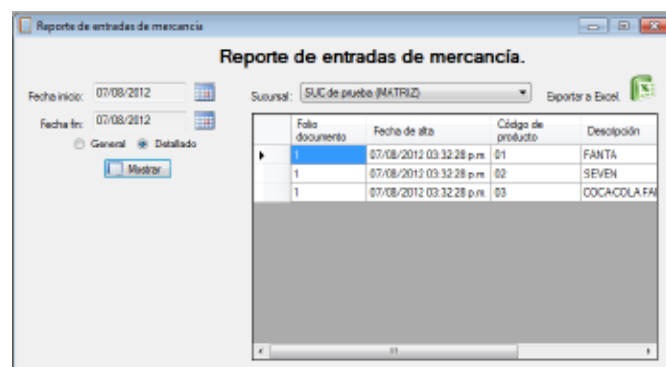 Reporte de entradas de mercancia
Reporte de entradas de mercancía.
Fecha inicio: 07/08/2012
Sucursal: SUC de prueba (MATRIZ)
Exportar a Excel
Fecha fin: 07/08/2012
General Detallado
Mostrar
Folio documento Fecha de alta Código de producto Descripción
1 07/08/2012 03:32:28 p.m. 01 FANTA
1 07/08/2012 03:32:28 p.m. 02 SEVEN
1 07/08/2012 03:32:28 p.m. 03 COCACOLA FA